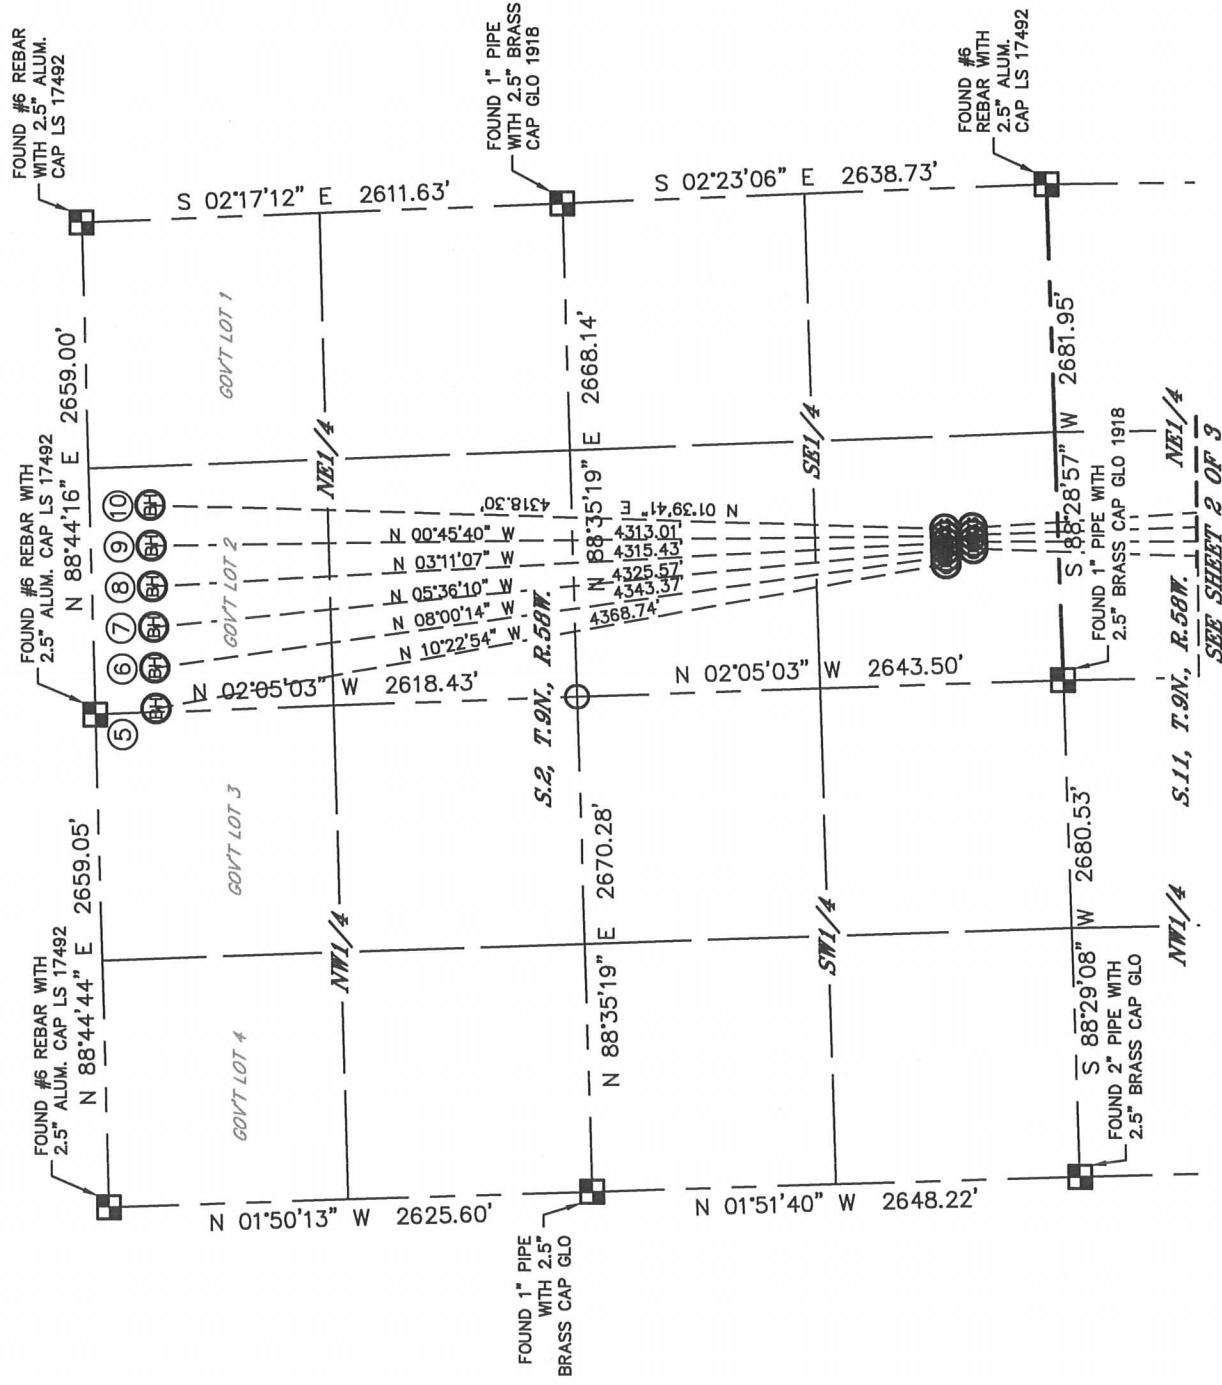 FOUND #6 REBAR WITH
2.5" ALUM. CAP LS 17492
N 88°44'44" E 2659.05'
FOUND #6 REBAR WITH
2.5" ALUM. CAP LS 17492
N 88°44'16" E 2659.00'
FOUND #6 REBAR
WITH 2.5" ALUM.
CAP LS 17492
5
6
7
8
9
10
BH
BH
BH
BH
BH
BH
GOV'T LOT 4
GOV'T LOT 3
GOV'T LOT 2
GOV'T LOT 1
N 01°50'13" W 2625.60'
N 02°05'03" W 2618.43'
S 02°17'12" E 2611.63'
NW1/4
NE1/4
N 10°22'54" W 4368.74'
N 08°00'14" W 4343.37'
N 05°36'10" W 4325.57'
N 03°11'07" W 4315.43'
N 00°45'40" W 4313.01'
N 01°39'41" E 4318.30'
FOUND 1" PIPE
WITH 2.5"
BRASS CAP GLO
N 88°35'19" E 2670.28'
S.2, T.9N., R.58W.
N 88°35'19" E 2668.14'
FOUND 1" PIPE
WITH 2.5" BRASS
CAP GLO 1918
N 01°51'40" W 2648.22'
N 02°05'03" W 2643.50'
S 02°23'06" E 2638.73'
SW1/4
SE1/4
FOUND 2" PIPE WITH
2.5" BRASS CAP GLO
S 88°29'08" W 2680.53'
FOUND 1" PIPE WITH
2.5" BRASS CAP GLO 1918
S 88°28'57" W 2681.95'
FOUND #6
REBAR WITH
2.5" ALUM.
CAP LS 17492
NW1/4
S.11, T.9N., R.58W.
NE1/4
SEE SHEET 2 OF 3